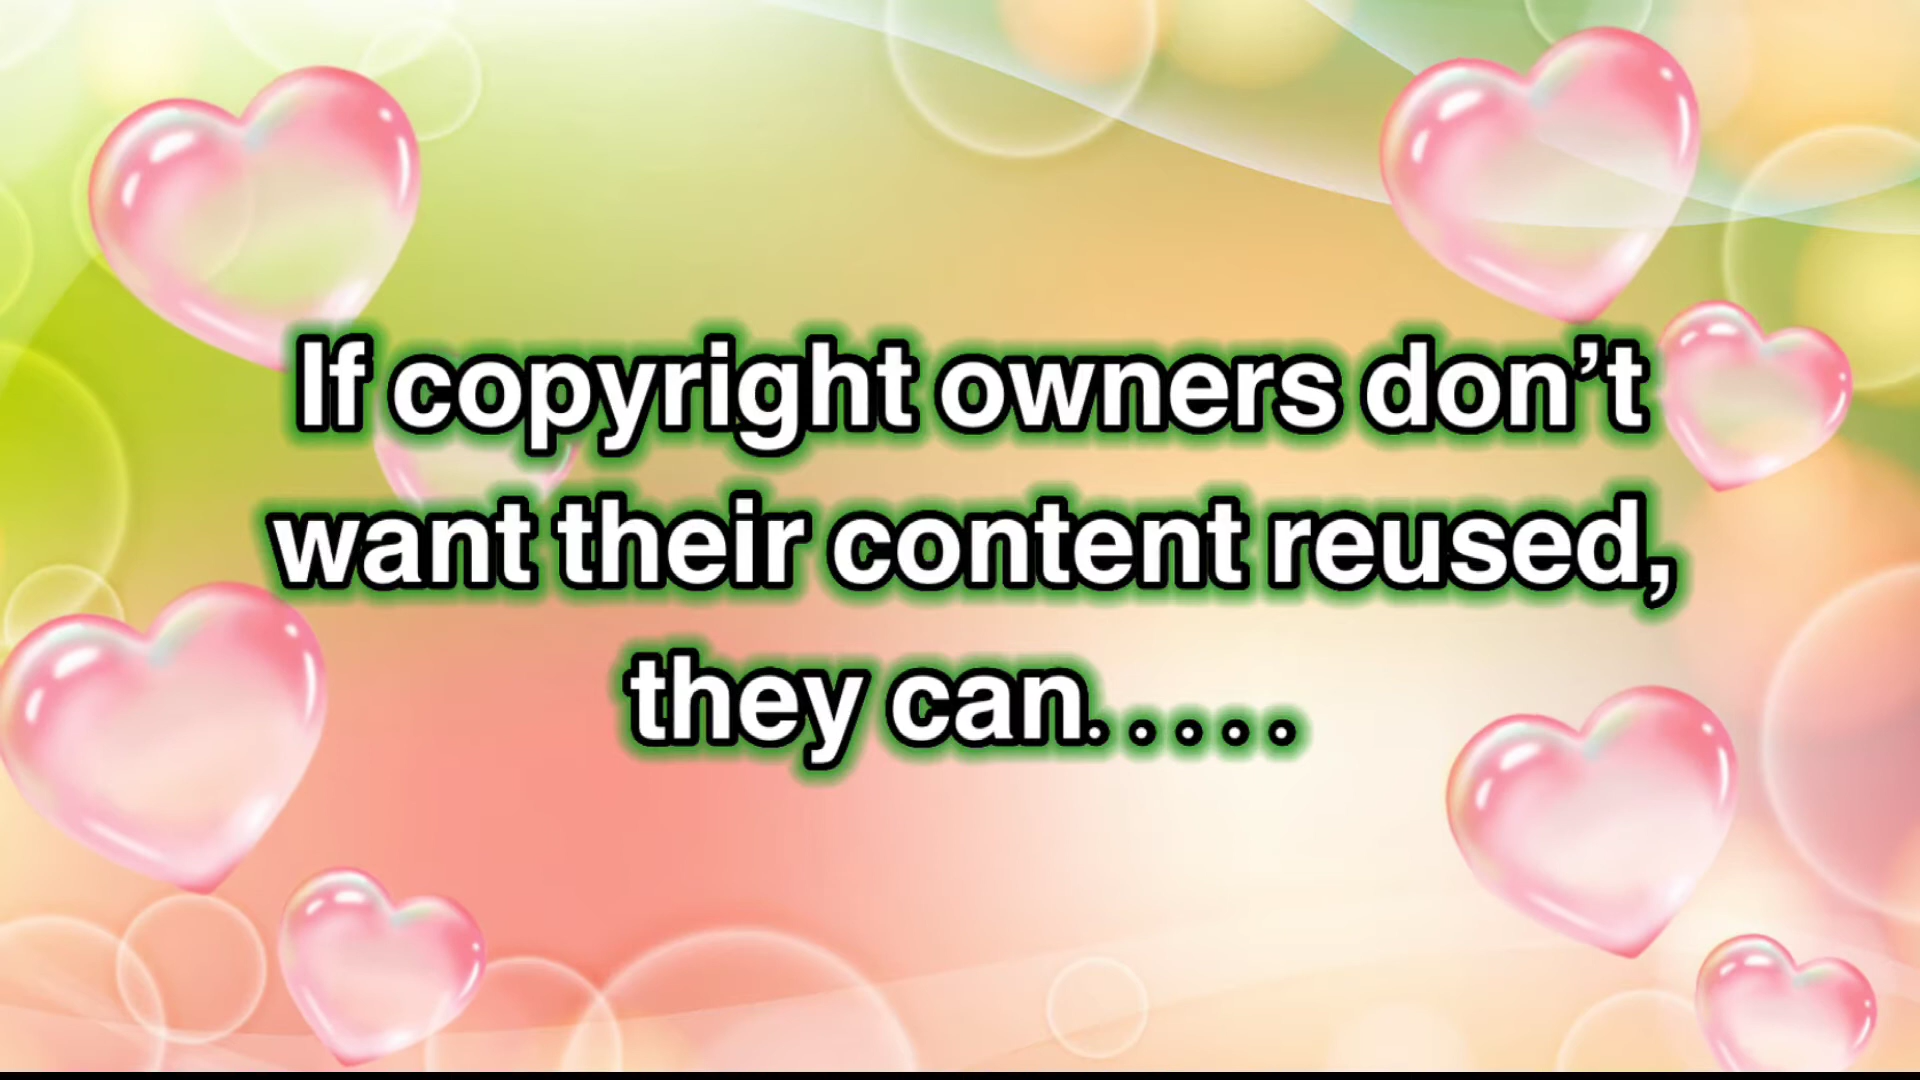 If copyright owners don’t
want their content reused,
they can. . . . .